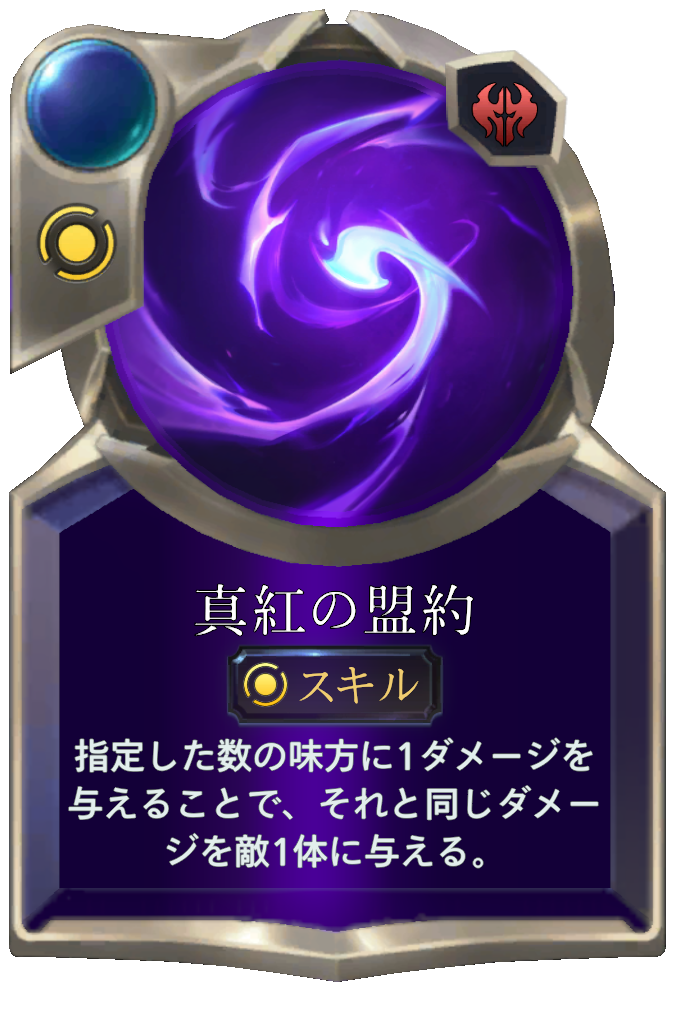 真紅の盟約
スキル
指定した数の味方に1ダメージを
与えることで、それと同じダメー
ジを敵1体に与える。